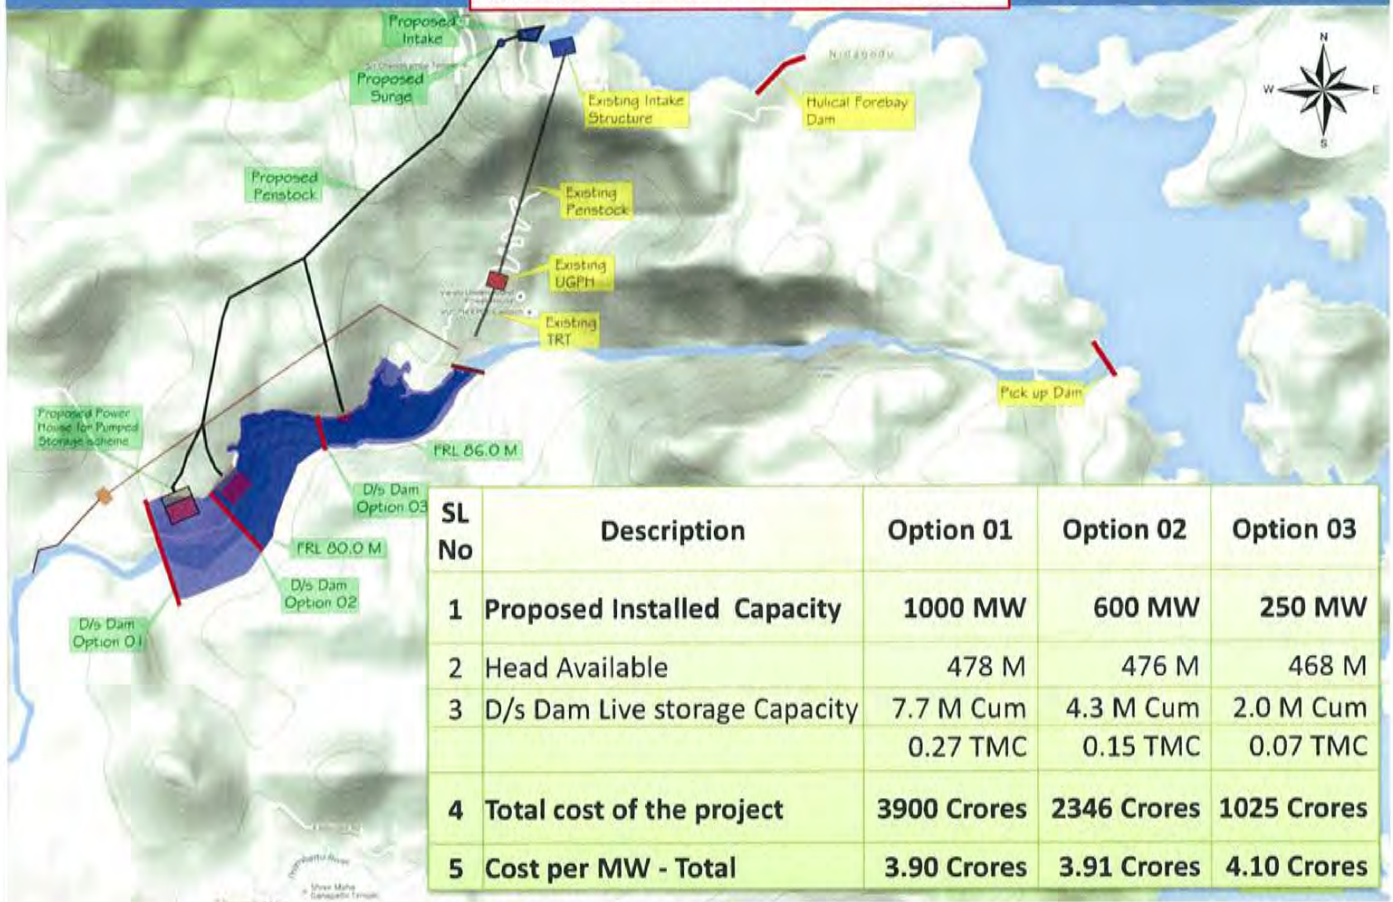 Proposed
Intake
Proposed
Surge
Existing Intake
Structure
Nidagodu
Hulical Forebay
Dam
N
W
E
S
Proposed
Penstock
Existing
Penstock
Existing
UGPH
Existing
TRT
Pick up Dam
Proposed Power
House for Pumped
Storage scheme
FRL 86.0 M
D/s Dam
Option 03
FRL 80.0 M
D/s Dam
Option 02
D/s Dam
Option 01
SL No Description Option 01 Option 02 Option 03
1 Proposed Installed Capacity 1000 MW 600 MW 250 MW
2 Head Available 478 M 476 M 468 M
3 D/s Dam Live storage Capacity 7.7 M Cum 4.3 M Cum 2.0 M Cum
0.27 TMC 0.15 TMC 0.07 TMC
4 Total cost of the project 3900 Crores 2346 Crores 1025 Crores
5 Cost per MW - Total 3.90 Crores 3.91 Crores 4.10 Crores
River
Shree Maha
Ganapathi Temple